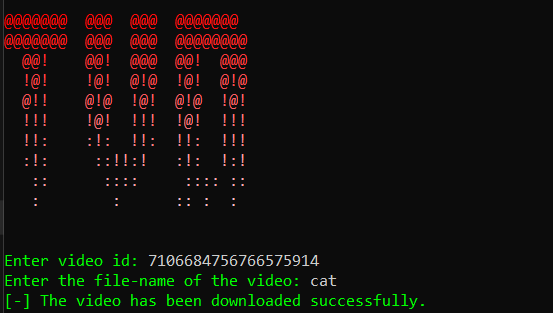 @@@@@@@  @@@  @@@  @@@@@@@
@@@@@@@  @@@  @@@  @@@@@@@@
  @@!    @@!  @@@  @@!  @@@
  !@!    !@!  @!@  !@!  @!@
  @!!    @!@  !@!  @!@  !@!
  !!!    !@!  !!!  !@!  !!!
  !!:    :!:  !!:  !!:  !!!
  :!:     ::!!:!   :!:  !:!
   ::      ::::     :::: ::
   :        :      :: :  :
Enter video id: 7106684756766575914
Enter the file-name of the video: cat
[-] The video has been downloaded successfully.